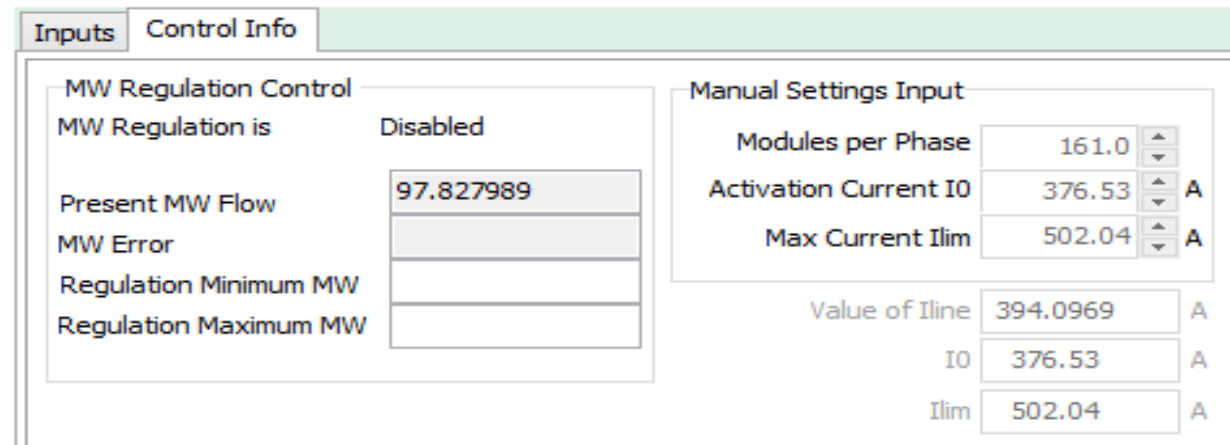 Inputs Control Info
MW Regulation Control
MW Regulation is Disabled
Present MW Flow 97.827989
MW Error
Regulation Minimum MW
Regulation Maximum MW
Manual Settings Input
Modules per Phase 161.0
Activation Current I0 376.53 A
Max Current Ilim 502.04 A
Value of Iline 394.0969 A
I0 376.53 A
Ilim 502.04 A